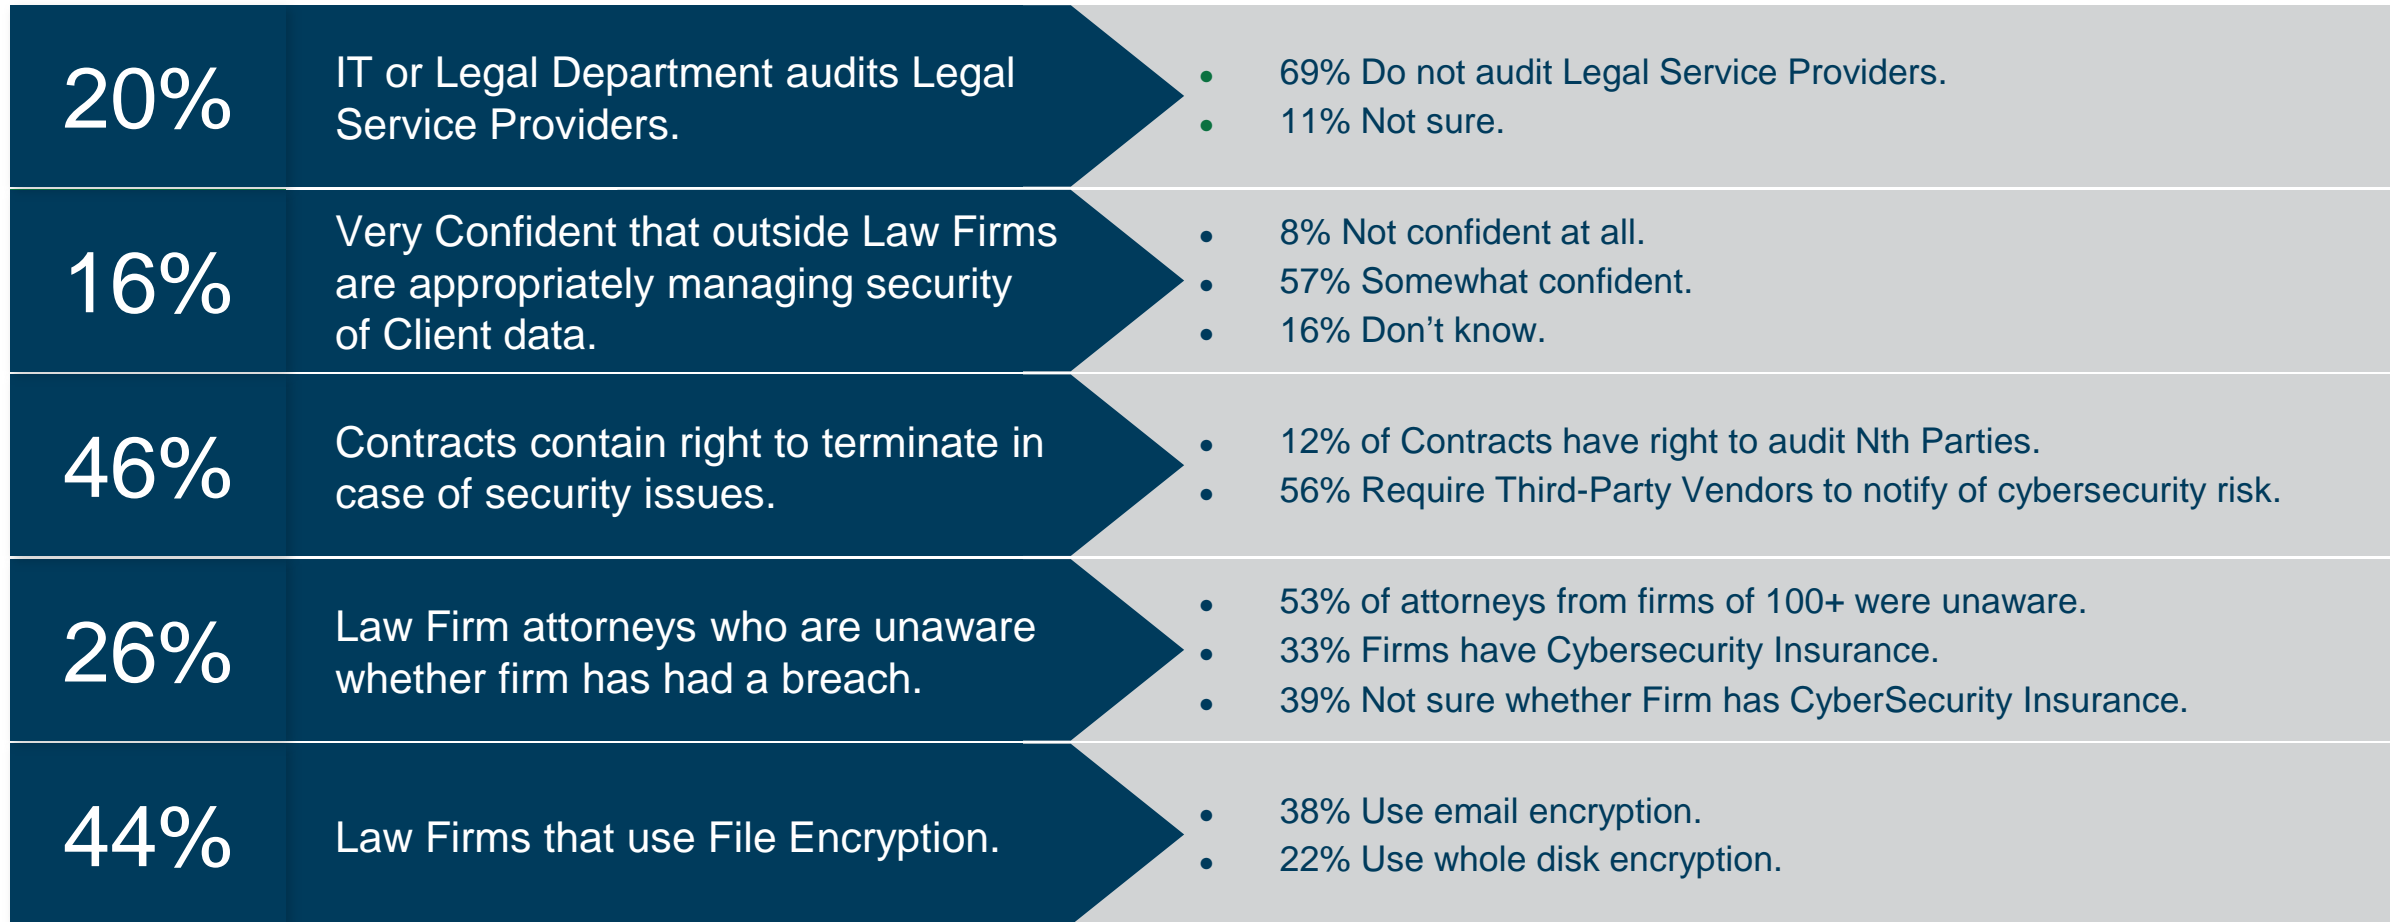 20%
IT or Legal Department audits Legal
Service Providers.
• 69% Do not audit Legal Service Providers.
• 11% Not sure.
16%
Very Confident that outside Law Firms
are appropriately managing security
of Client data.
• 8% Not confident at all.
• 57% Somewhat confident.
• 16% Don’t know.
46%
Contracts contain right to terminate in
case of security issues.
• 12% of Contracts have right to audit Nth Parties.
• 56% Require Third-Party Vendors to notify of cybersecurity risk.
26%
Law Firm attorneys who are unaware
whether firm has had a breach.
• 53% of attorneys from firms of 100+ were unaware.
• 33% Firms have Cybersecurity Insurance.
• 39% Not sure whether Firm has CyberSecurity Insurance.
44%
Law Firms that use File Encryption.
• 38% Use email encryption.
• 22% Use whole disk encryption.